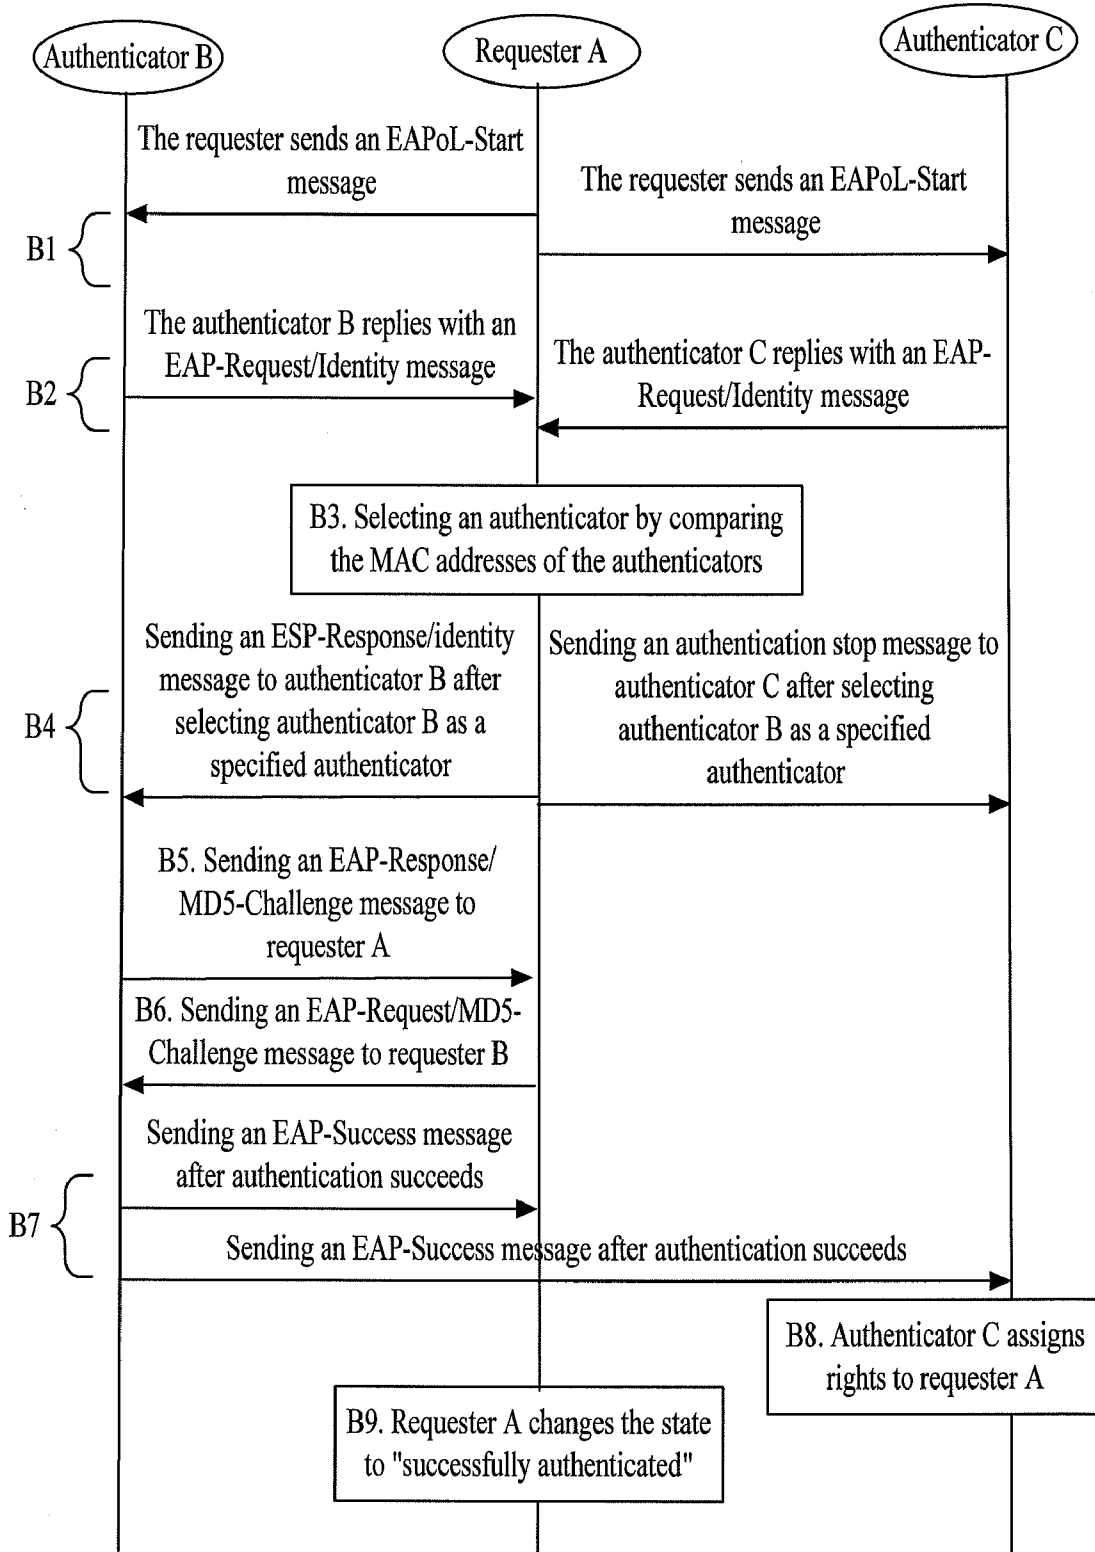 Authenticator B
Requester A
Authenticator C
The requester sends an EAPoL-Start
message
The requester sends an EAPoL-Start
message
B1
The authenticator B replies with an
EAP-Request/Identity message
The authenticator C replies with an EAP-
Request/Identity message
B2
B3. Selecting an authenticator by comparing
the MAC addresses of the authenticators
Sending an ESP-Response/identity
message to authenticator B after
selecting authenticator B as a
specified authenticator
Sending an authentication stop message to
authenticator C after selecting
authenticator B as a specified
authenticator
B4
B5. Sending an EAP-Response/
MD5-Challenge message to
requester A
B6. Sending an EAP-Request/MD5-
Challenge message to requester B
Sending an EAP-Success message
after authentication succeeds
B7
Sending an EAP-Success message after authentication succeeds
B8. Authenticator C assigns
rights to requester A
B9. Requester A changes the state
to "successfully authenticated"